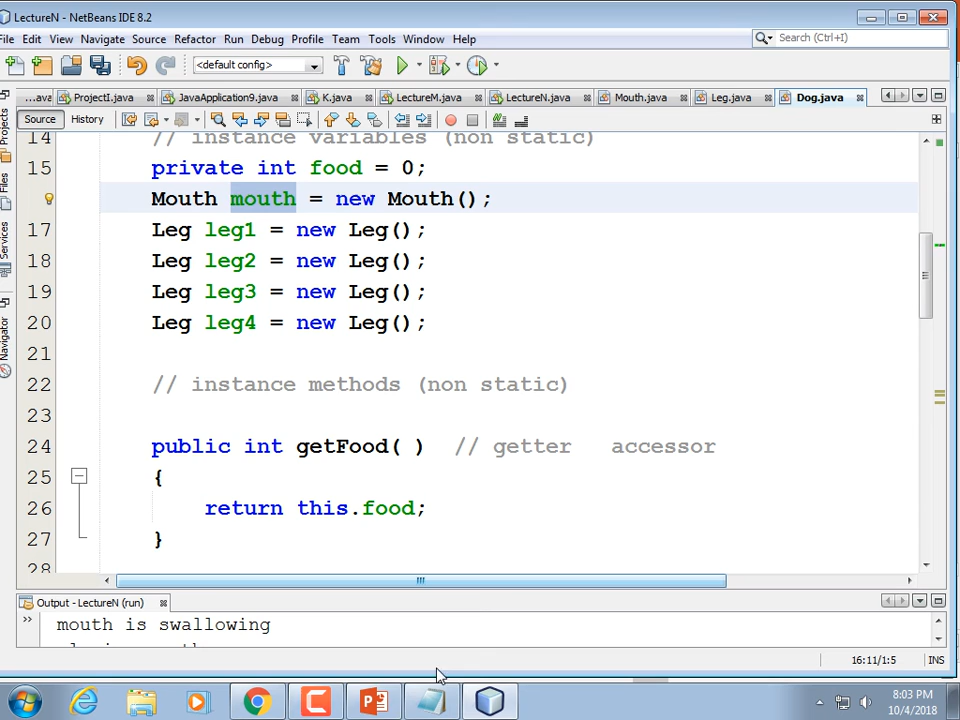 LectureN - NetBeans IDE 8.2
File Edit View Navigate Source Refactor Run Debug Profile Team Tools Window Help
Search (Ctrl+I)
<default config>
...ava ProjectI.java JavaApplication9.java K.java LectureM.java LectureN.java Mouth.java Leg.java Dog.java
Source History
Projects
Files
Services
Navigator
14 // instance variables (non static)
15 private int food = 0;
Mouth mouth = new Mouth();
17 Leg leg1 = new Leg();
18 Leg leg2 = new Leg();
19 Leg leg3 = new Leg();
20 Leg leg4 = new Leg();
21
22 // instance methods (non static)
23
24 public int getFood( ) // getter accessor
25 {
26 return this.food;
27 }
28
Output - LectureN (run)
mouth is swallowing
16:11/1:5 INS
8:03 PM
10/4/2018